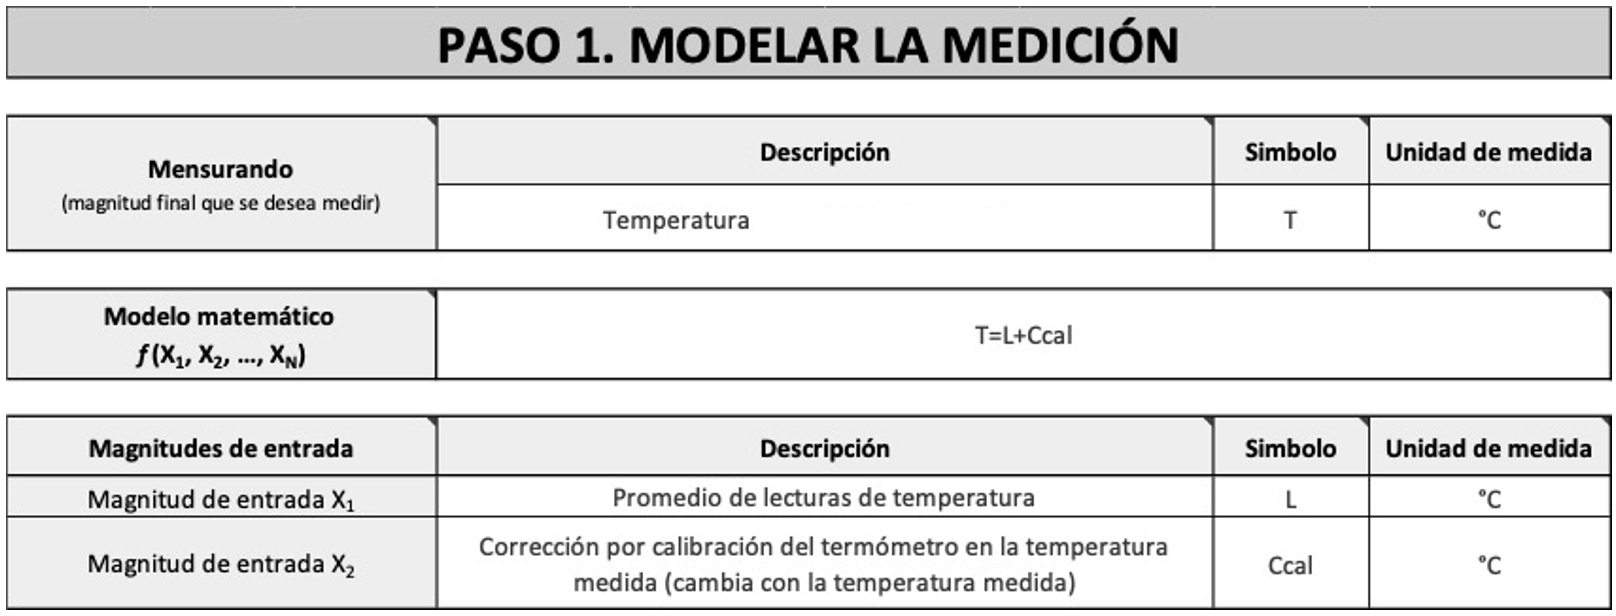 PASO 1. MODELAR LA MEDICIÓN
Mensurando
(magnitud final que se desea medir)
Descripción
Simbolo
Unidad de medida
Temperatura
T
°C
Modelo matemático
f(X₁, X₂, ..., X_N)
T=L+Ccal
Magnitudes de entrada
Descripción
Simbolo
Unidad de medida
Magnitud de entrada X₁
Promedio de lecturas de temperatura
L
°C
Magnitud de entrada X₂
Corrección por calibración del termómetro en la temperatura
medida (cambia con la temperatura medida)
Ccal
°C